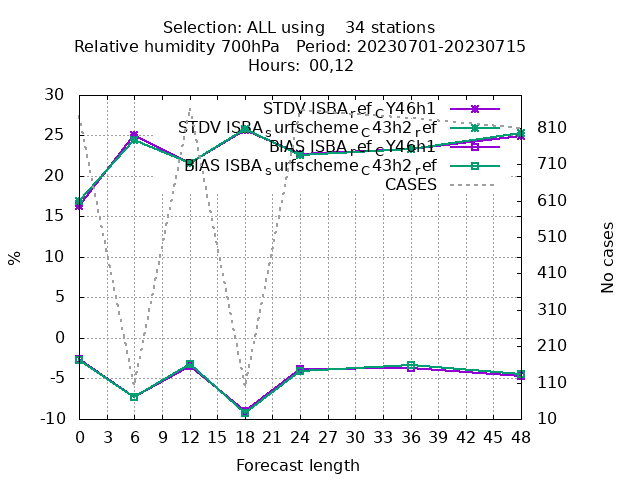 Selection: ALL using    34 stations
Relative humidity 700hPa   Period: 20230701-20230715
Hours: 00,12
STDV ISBA_ref_CY46h1
STDV ISBA_surfscheme_C43h2_ref
BIAS ISBA_ref_CY46h1
BIAS ISBA_surfscheme_C43h2_ref
CASES
30
25
20
15
10
5
0
-5
-10
%
810
710
610
510
410
310
210
110
10
No cases
0 3 6 9 12 15 18 21 24 27 30 33 36 39 42 45 48
Forecast length